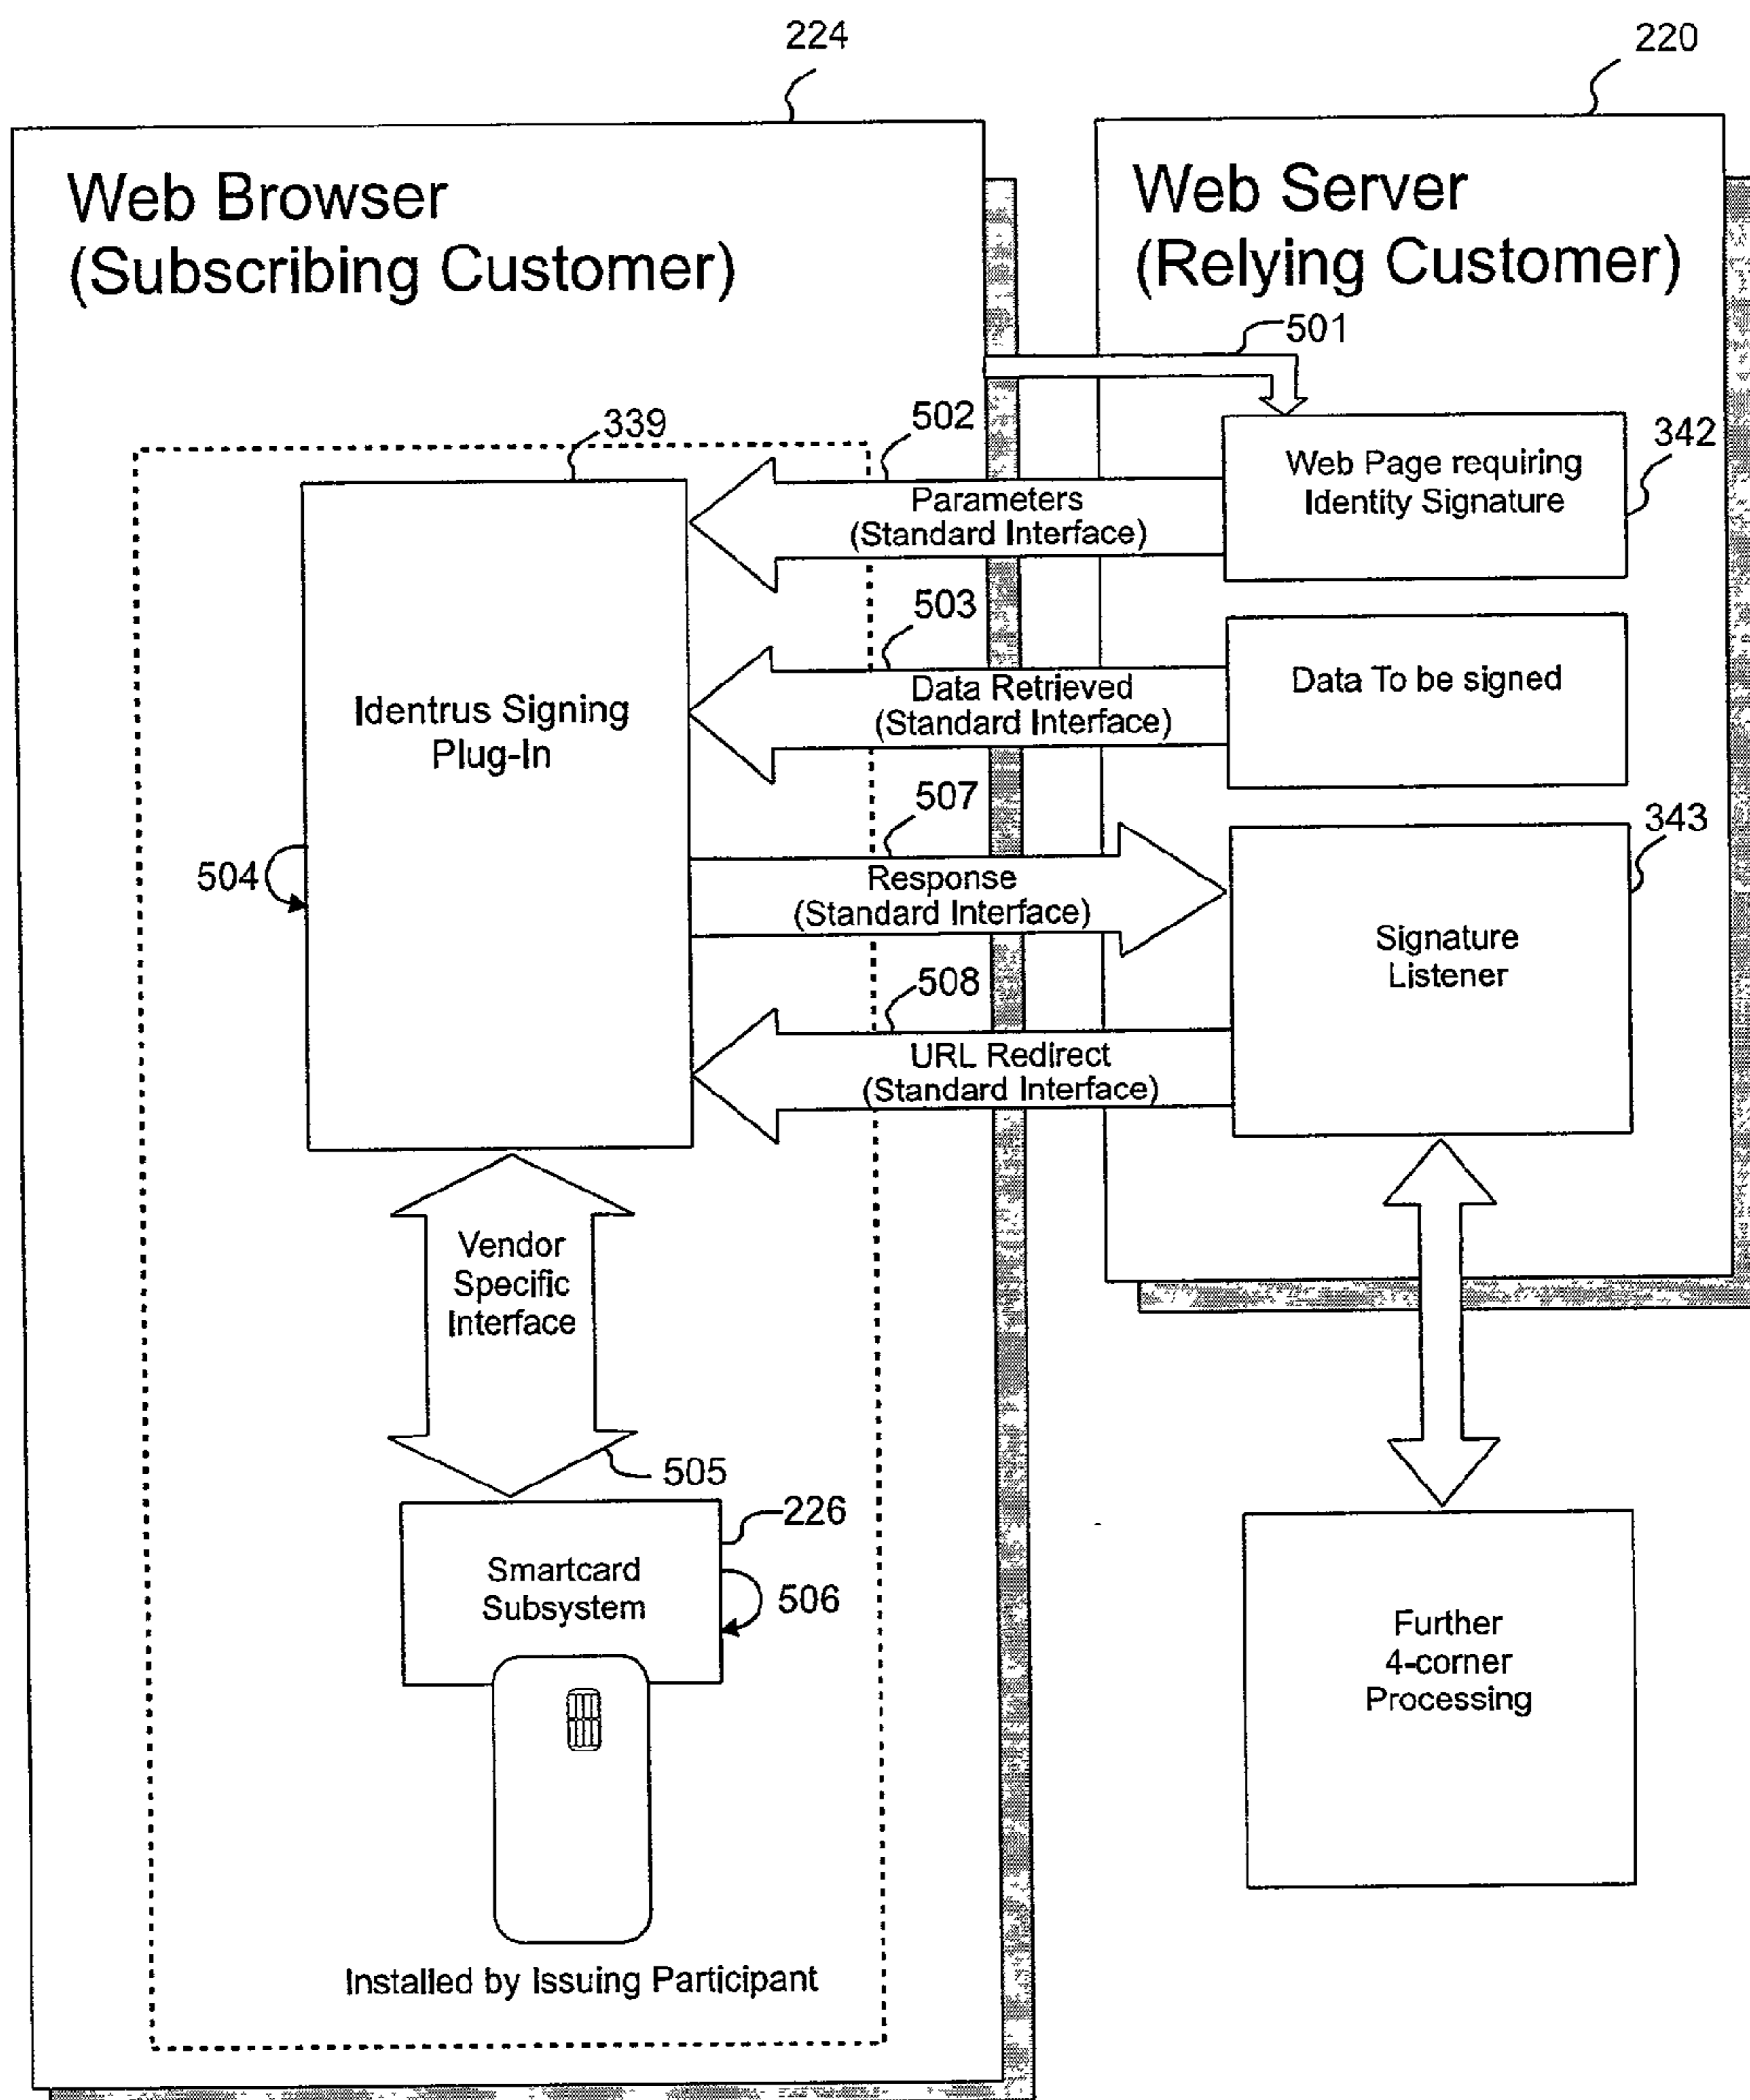 224
220
Web Browser
(Subscribing Customer)
Web Server
(Relying Customer)
501
339
502
342
Web Page requiring
Identity Signature
Parameters
(Standard Interface)
503
Data To be signed
Data Retrieved
(Standard Interface)
Identrus Signing
Plug-In
507
343
504
Response
(Standard Interface)
Signature
Listener
508
URL Redirect
(Standard Interface)
Vendor
Specific
Interface
505
226
Smartcard
Subsystem
506
Further
4-corner
Processing
Installed by Issuing Participant